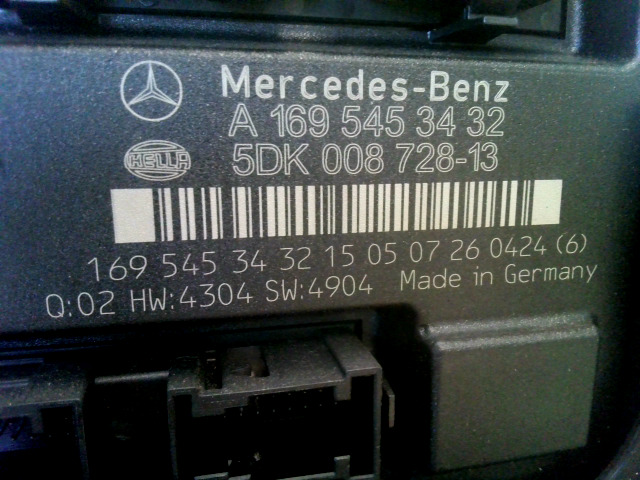 Mercedes-Benz
A 169 545 34 32
HELLA
5DK 008 728-13
169 545 34 32 15 05 07 26 0424 (6)
Q:02 HW:4304 SW:4904 Made in Germany